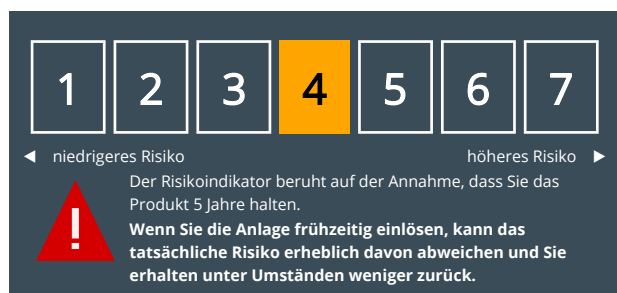 1 2 3 4 5 6 7
niedrigeres Risiko höheres Risiko
Der Risikoindikator beruht auf der Annahme, dass Sie das
Produkt 5 Jahre halten.
Wenn Sie die Anlage frühzeitig einlösen, kann das
tatsächliche Risiko erheblich davon abweichen und Sie
erhalten unter Umständen weniger zurück.